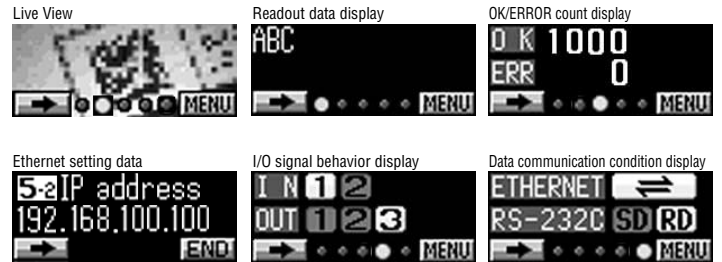 Live View
MENU
Readout data display
ABC
MENU
OK/ERROR count display
OK 1000
ERR 0
MENU
Ethernet setting data
5-2 IP address
192.168.100.100
END
I/O signal behavior display
IN 1 2
OUT 1 2 3
MENU
Data communication condition display
ETHERNET
RS-232C SD RD
MENU